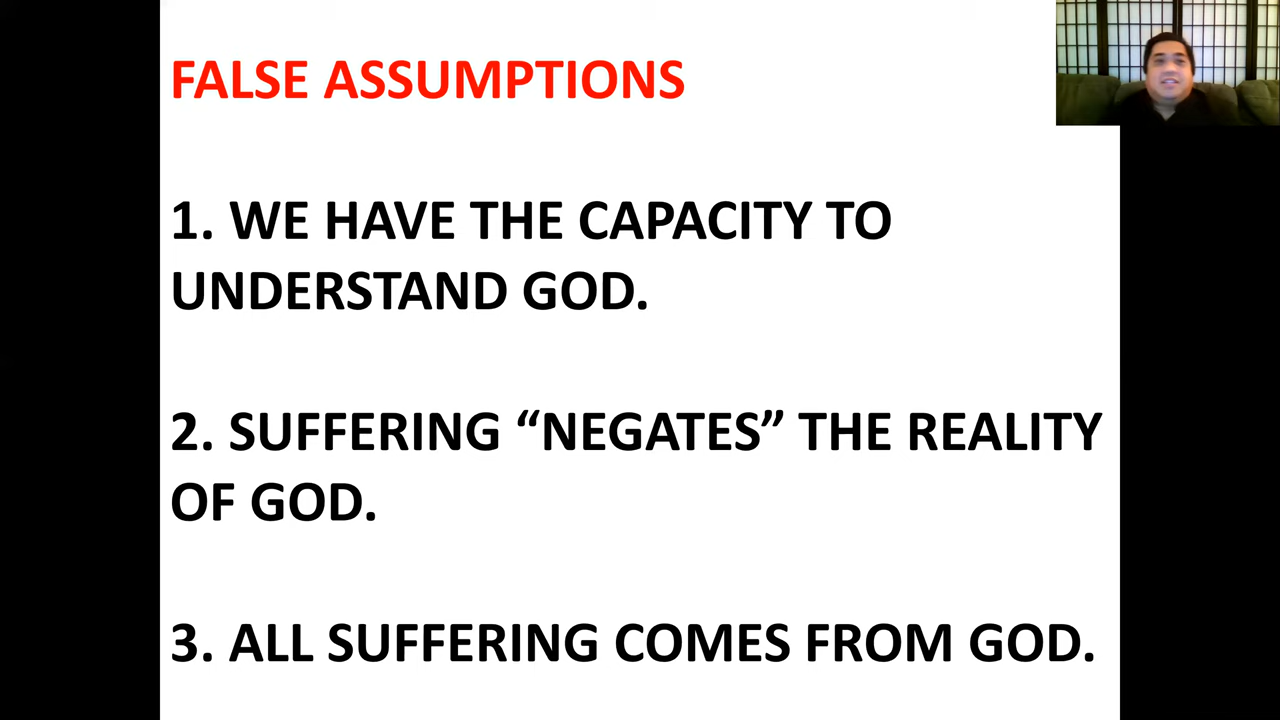 FALSE ASSUMPTIONS
1. WE HAVE THE CAPACITY TO
UNDERSTAND GOD.
2. SUFFERING “NEGATES” THE REALITY
OF GOD.
3. ALL SUFFERING COMES FROM GOD.